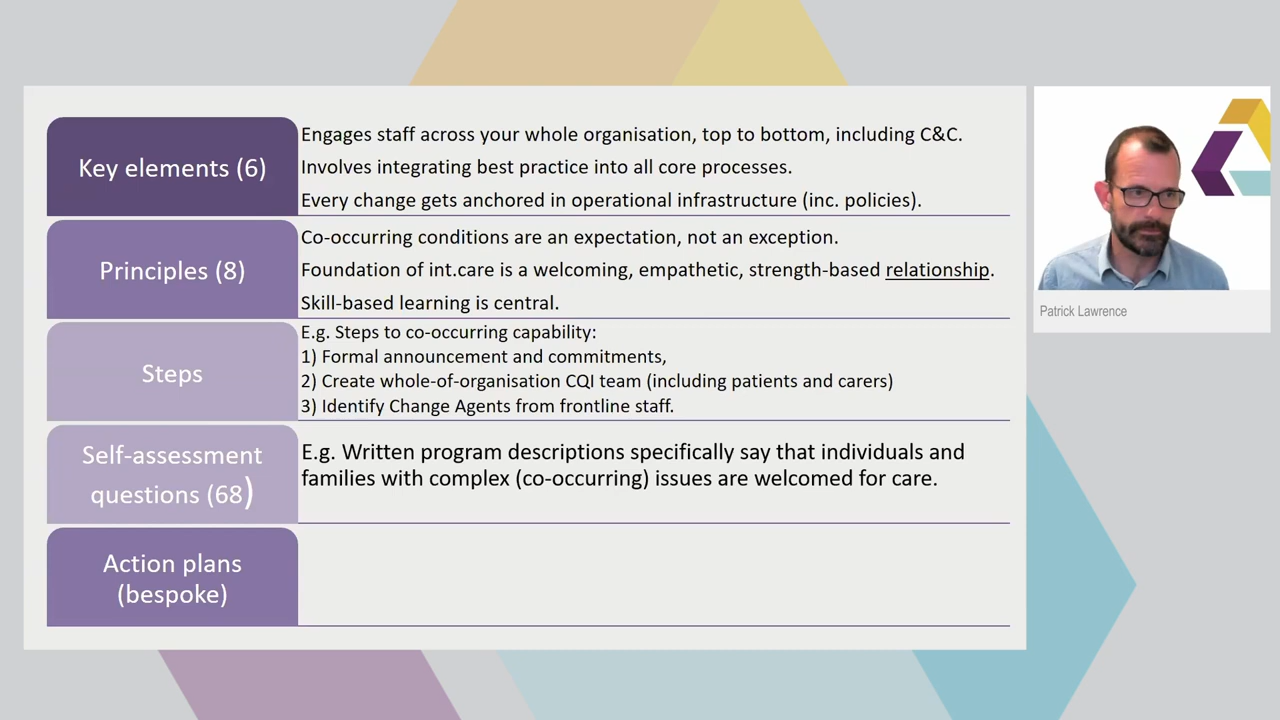 Key elements (6)
Engages staff across your whole organisation, top to bottom, including C&C.
Involves integrating best practice into all core processes.
Every change gets anchored in operational infrastructure (inc. policies).
Principles (8)
Co-occurring conditions are an expectation, not an exception.
Foundation of int.care is a welcoming, empathetic, strength-based relationship.
Skill-based learning is central.
Steps
E.g. Steps to co-occurring capability:
1) Formal announcement and commitments,
2) Create whole-of-organisation CQI team (including patients and carers)
3) Identify Change Agents from frontline staff.
Self-assessment
questions (68)
E.g. Written program descriptions specifically say that individuals and
families with complex (co-occurring) issues are welcomed for care.
Action plans
(bespoke)
Patrick Lawrence